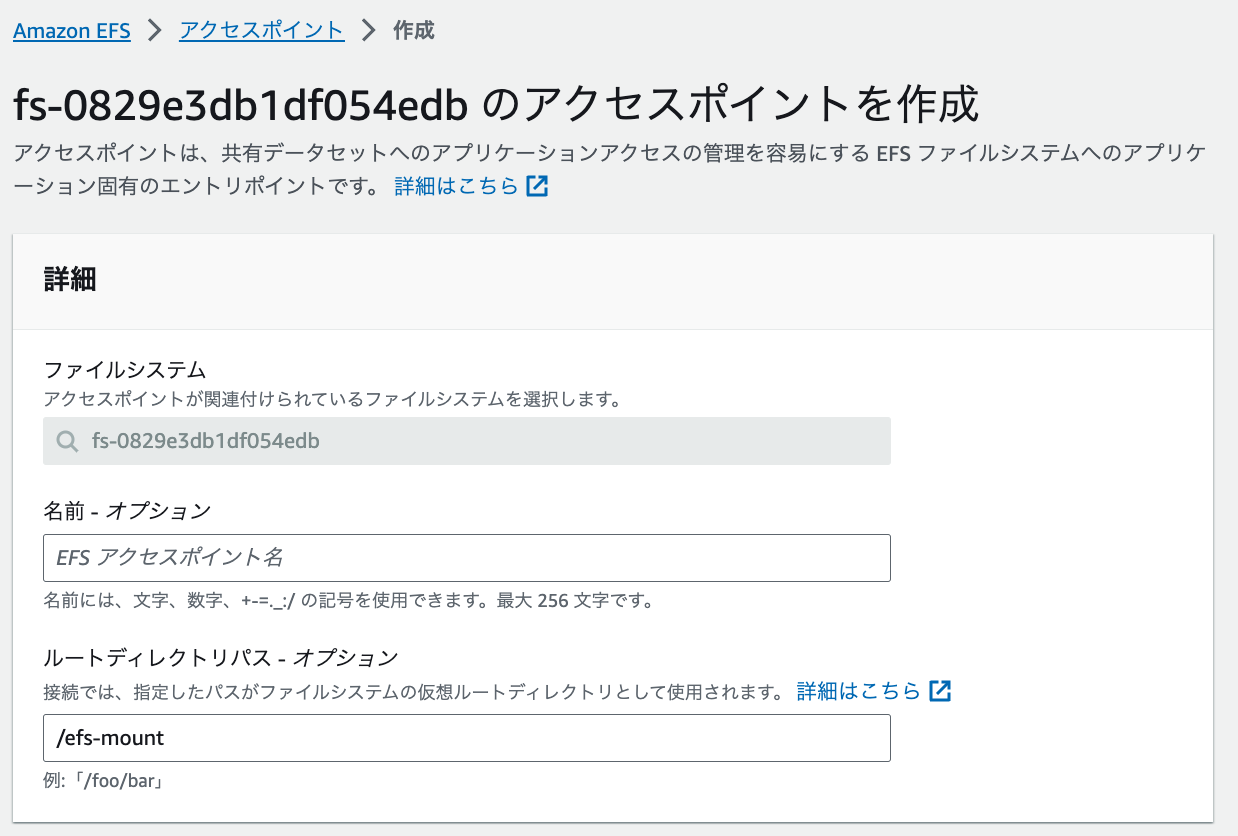 Amazon EFS > アクセスポイント > 作成
fs-0829e3db1df054edb のアクセスポイントを作成
アクセスポイントは、共有データセットへのアプリケーションアクセスの管理を容易にする EFS ファイルシステムへのアプリケ
ーション固有のエントリポイントです。 詳細はこちら
詳細
ファイルシステム
アクセスポイントが関連付けられているファイルシステムを選択します。
fs-0829e3db1df054edb
名前 - オプション
EFS アクセスポイント名
名前には、文字、数字、+-=._:/ の記号を使用できます。最大 256 文字です。
ルートディレクトリパス - オプション
接続では、指定したパスがファイルシステムの仮想ルートディレクトリとして使用されます。 詳細はこちら
/efs-mount
例:「/foo/bar」